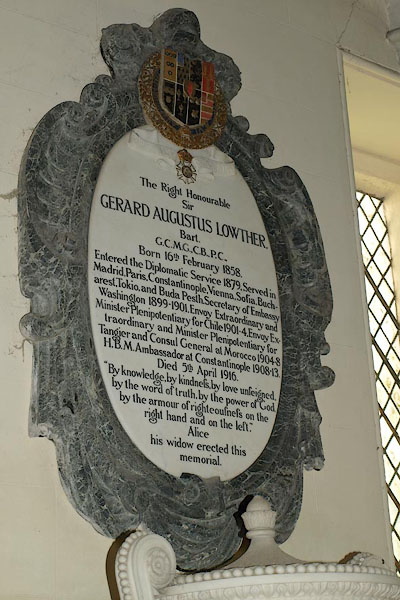 The Right Honourable
Sir
GERARD AUGUSTUS LOWTHER.
Bart.
G.C.M.G., C.B., P.C.,
Born 16th February 1858.
Entered the Diplomatic Service 1879, Served in
Madrid, Paris, Constantinople, Vienna, Sofia, Buch-
arest, Tokio, and Buda Pesth, Secretary of Embassy
Washington 1899-1901, Envoy Extraordinary and
Minister Plenipotentiary for Chile 1901-4, Envoy Ex-
traordinary and Minister Plenipotentiary for
Tangier and Consul General at Morocco 1904-8
H.B.M. Ambassador at Constantinople 1908-13.
Died 5th April 1916.
"By knowledge, by kindness, by love unfeigned,
by the word of truth, by the power of God,
by the armour of righteousness on the
right hand and on the left."
Alice
his widow erected this
memorial.